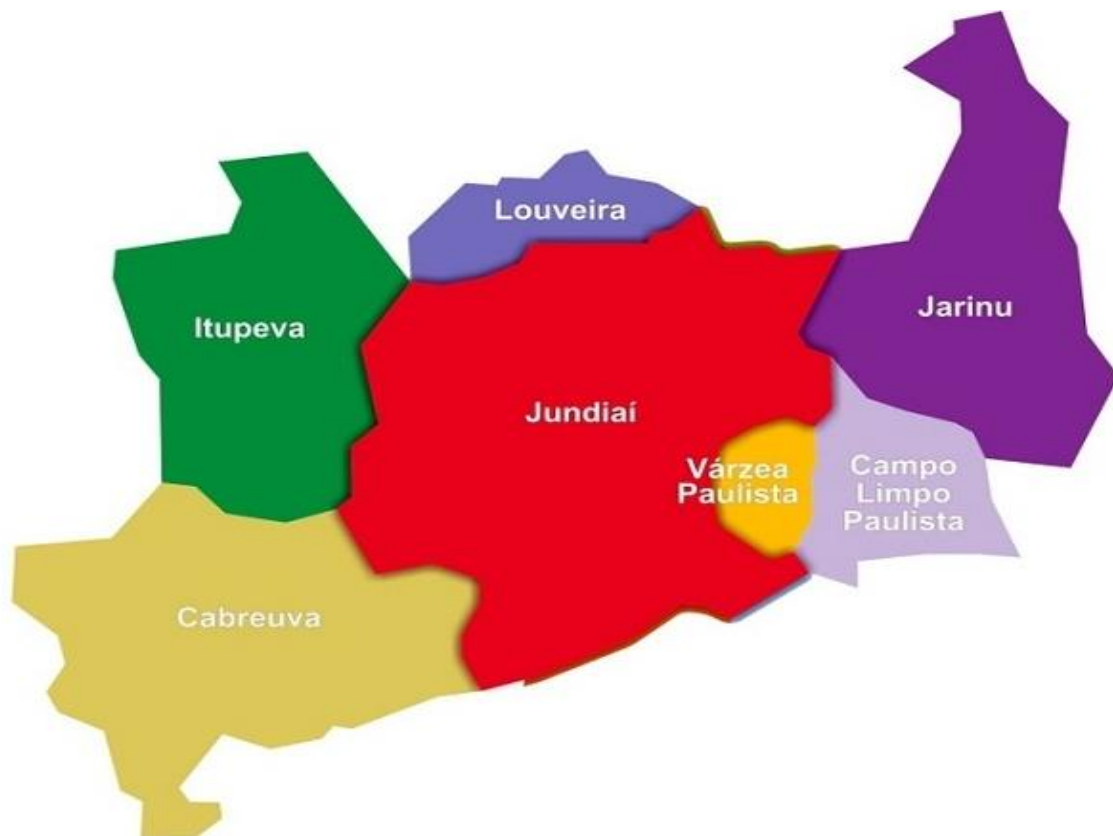 Louveira
Itupeva
Jarinu
Jundiaí
Várzea
Paulista
Campo
Limpo
Paulista
Cabreuva